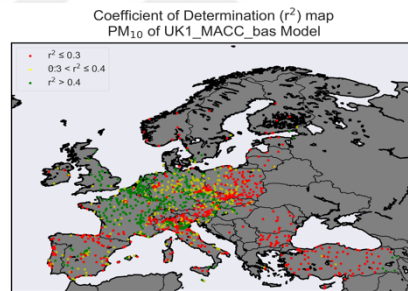 Coefficient of Determination (r²) map
PM₁₀ of UK1_MACC_bas Model
r² ≤ 0.3
0.3 < r² ≤ 0.4
r² > 0.4